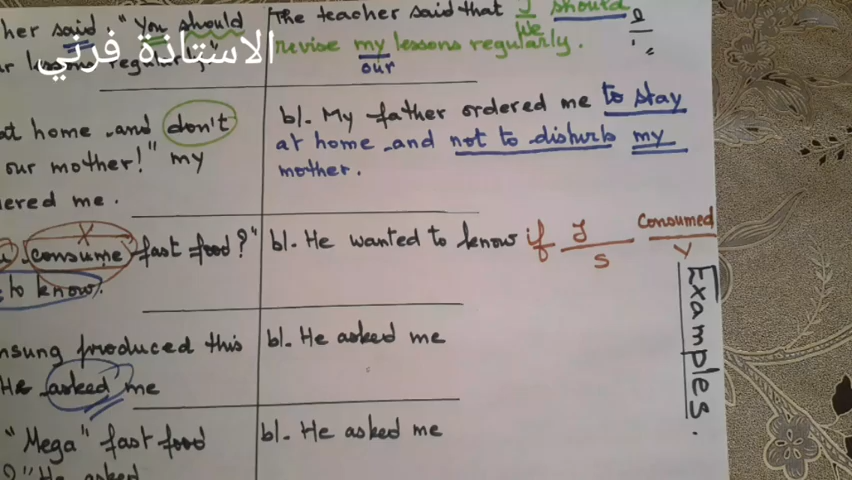 her said. "You should
The teacher said that I should
we
revise my lessons regularly.
our
الاستاذة فرني
lessons regularly"
at home and don't
our mother!" my
ered me.
b/. My father ordered me to stay
at home and not to disturb my
mother.
consume fast food?"
X
to know.
b/. He wanted to know if I consumed
S V
Examples.
nsung produced this
He asked me
b/. He asked me
"Mega" fast food
?" He asked
b/. He asked me